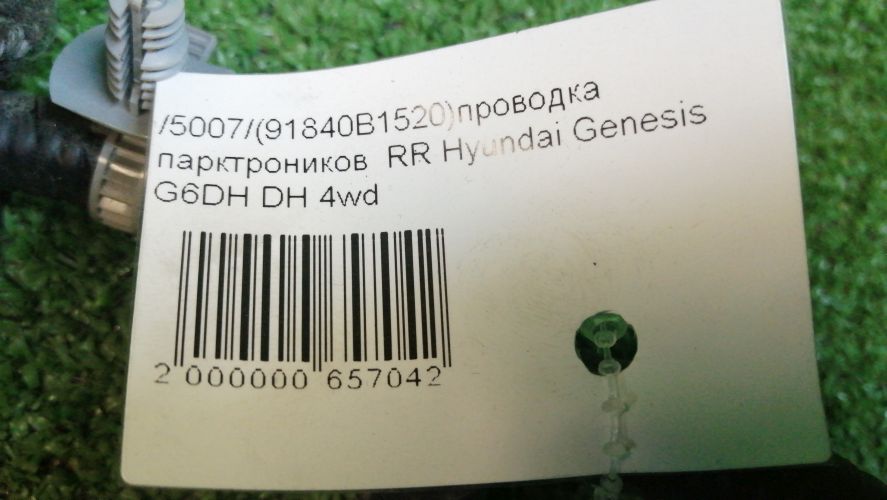 /5007/(91840B1520)проводка
парктроников RR Hyundai Genesis
G6DH DH 4wd
2 000000 657042